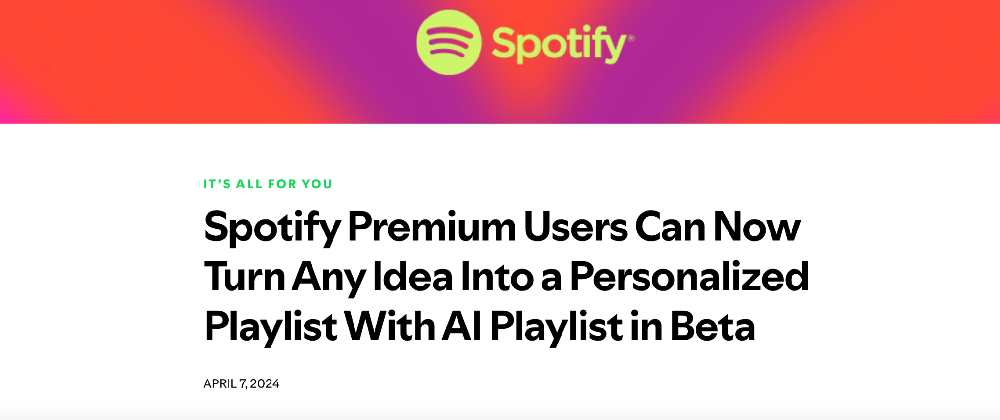 Spotify®
IT’S ALL FOR YOU
Spotify Premium Users Can Now
Turn Any Idea Into a Personalized
Playlist With AI Playlist in Beta
APRIL 7, 2024